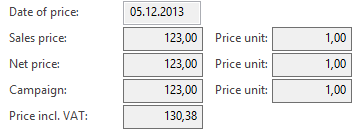 Date of price: 05.12.2013
Sales price: 123,00 Price unit: 1,00
Net price: 123,00 Price unit: 1,00
Campaign: 123,00 Price unit: 1,00
Price incl. VAT: 130,38